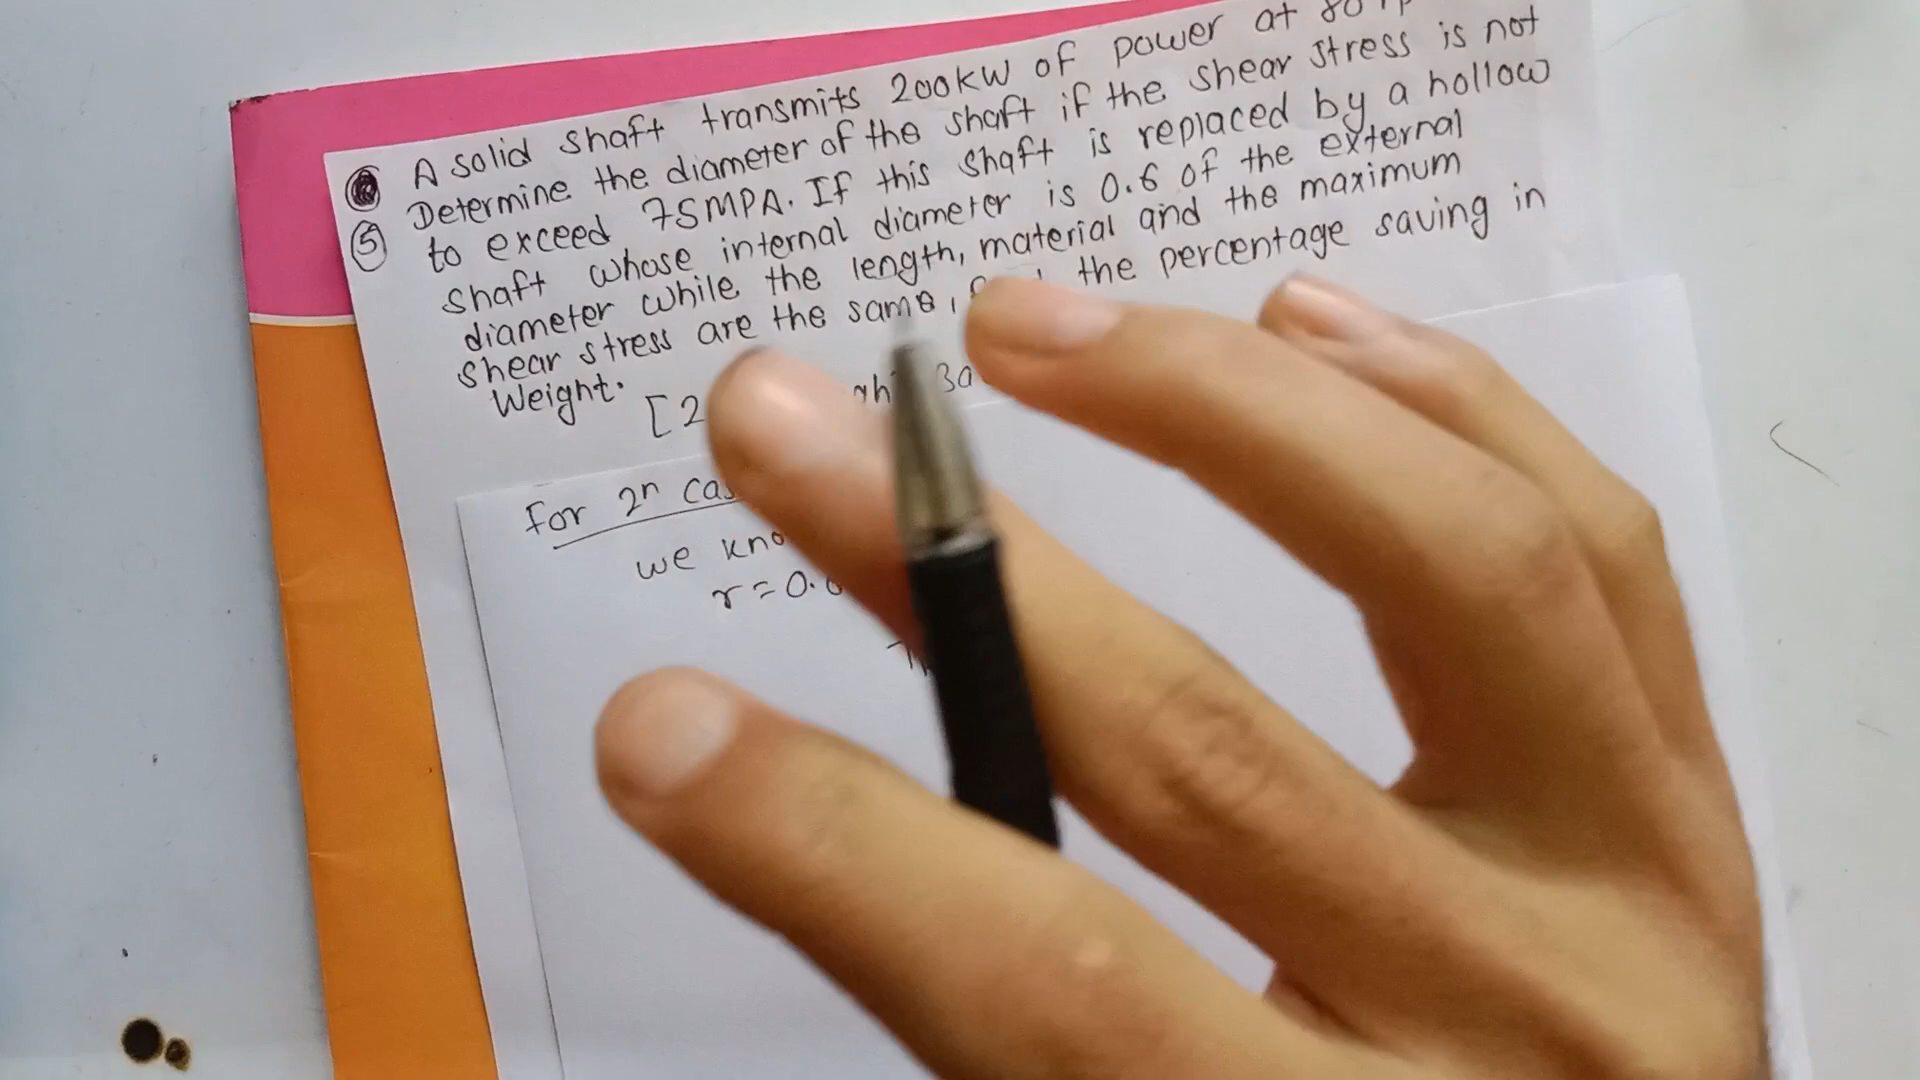 A solid shaft transmits 200kW of power at 80
Determine the diameter of the shaft if the shear stress is not
⑤ to exceed 75MPA. If this shaft is replaced by a hollow
shaft whose internal diameter is 0.6 of the external
diameter while the length, material and the maximum
shear stress are the same, the percentage saving in
Weight.
[2
For 2n
we
r = 0.